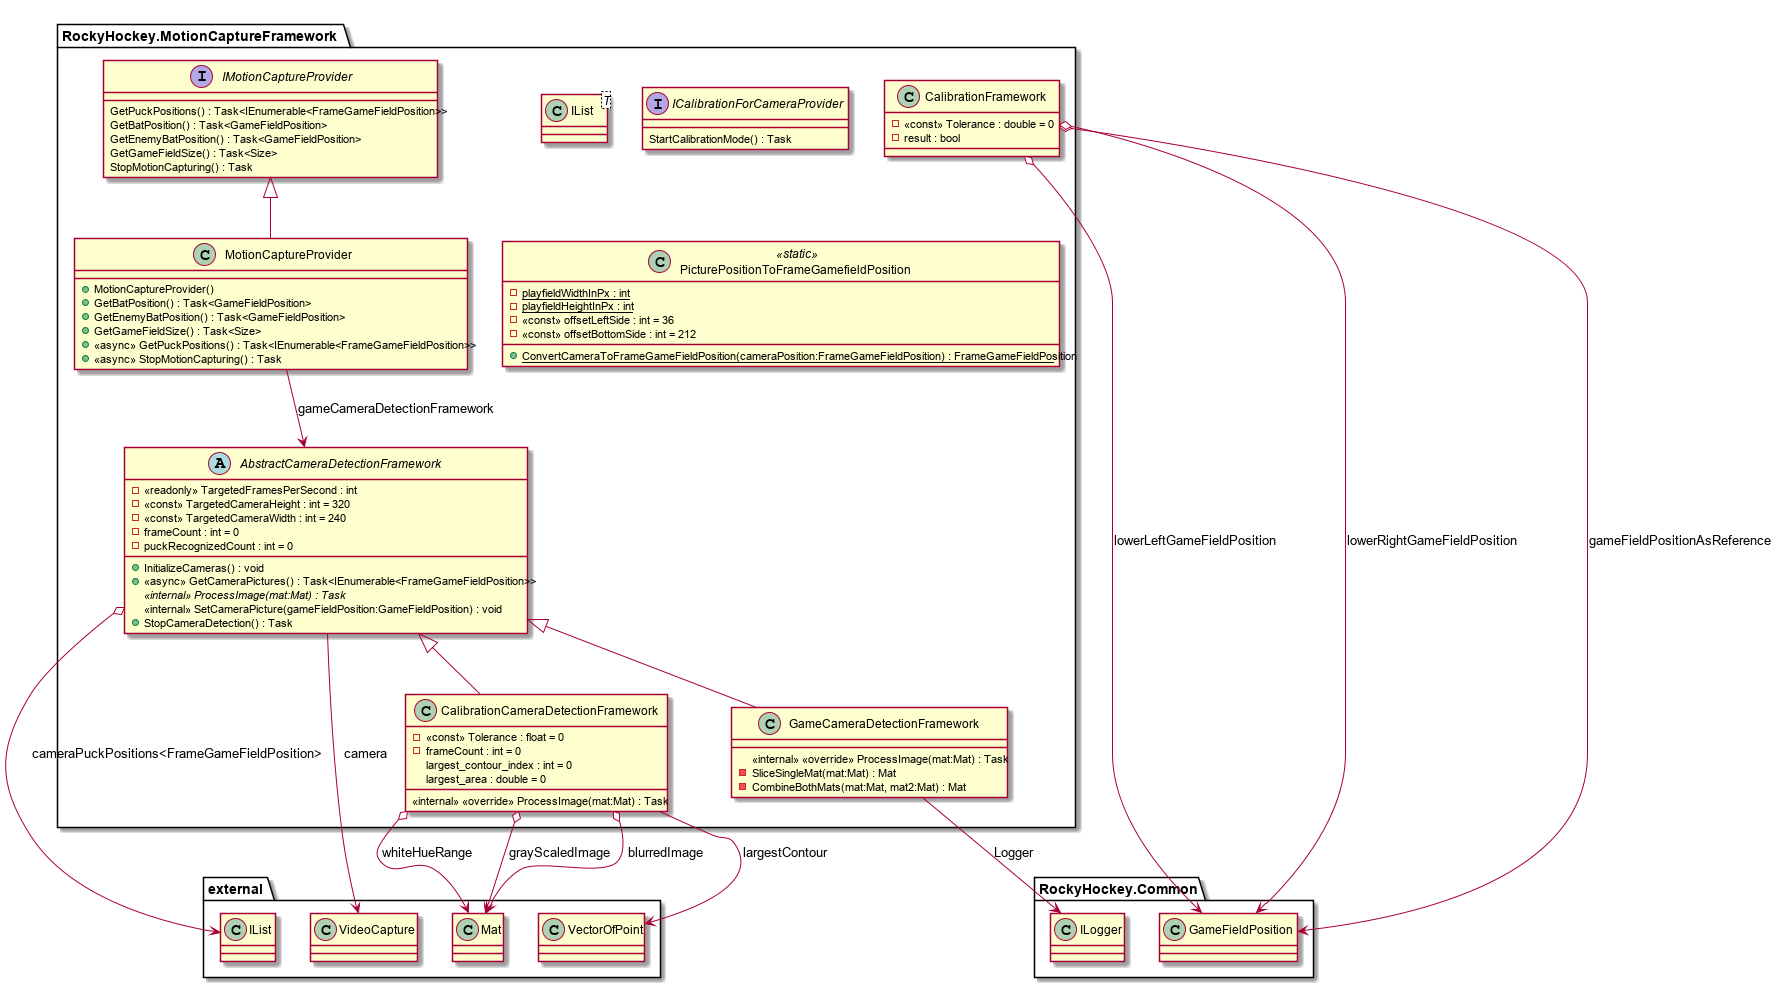 RockyHockey.MotionCaptureFramework
I IMotionCaptureProvider
GetPuckPositions() : Task<IEnumerable<FrameGameFieldPosition>>
GetBatPosition() : Task<GameFieldPosition>
GetEnemyBatPosition() : Task<GameFieldPosition>
GetGameFieldSize() : Task<Size>
StopMotionCapturing() : Task
C IList T
I ICalibrationForCameraProvider
StartCalibrationMode() : Task
C CalibrationFramework
«const» Tolerance : double = 0
result : bool
C MotionCaptureProvider
MotionCaptureProvider()
GetBatPosition() : Task<GameFieldPosition>
GetEnemyBatPosition() : Task<GameFieldPosition>
GetGameFieldSize() : Task<Size>
«async» GetPuckPositions() : Task<IEnumerable<FrameGameFieldPosition>>
«async» StopMotionCapturing() : Task
«static»
C PicturePositionToFrameGamefieldPosition
playfieldWidthInPx : int
playfieldHeightInPx : int
«const» offsetLeftSide : int = 36
«const» offsetBottomSide : int = 212
ConvertCameraToFrameGameFieldPosition(cameraPosition:FrameGameFieldPosition) : FrameGameFieldPosition
gameCameraDetectionFramework
A AbstractCameraDetectionFramework
«readonly» TargetedFramesPerSecond : int
«const» TargetedCameraHeight : int = 320
«const» TargetedCameraWidth : int = 240
frameCount : int = 0
puckRecognizedCount : int = 0
InitializeCameras() : void
«async» GetCameraPictures() : Task<IEnumerable<FrameGameFieldPosition>>
«internal» ProcessImage(mat:Mat) : Task
«internal» SetCameraPicture(gameFieldPosition:GameFieldPosition) : void
StopCameraDetection() : Task
lowerLeftGameFieldPosition
lowerRightGameFieldPosition
gameFieldPositionAsReference
C CalibrationCameraDetectionFramework
«const» Tolerance : float = 0
frameCount : int = 0
largest_contour_index : int = 0
largest_area : double = 0
«internal» «override» ProcessImage(mat:Mat) : Task
C GameCameraDetectionFramework
«internal» «override» ProcessImage(mat:Mat) : Task
SliceSingleMat(mat:Mat) : Mat
CombineBothMats(mat:Mat, mat2:Mat) : Mat
cameraPuckPositions<FrameGameFieldPosition>
camera
whiteHueRange
grayScaledImage
blurredImage
largestContour
Logger
external
C IList
C VideoCapture
C Mat
C VectorOfPoint
RockyHockey.Common
C ILogger
C GameFieldPosition